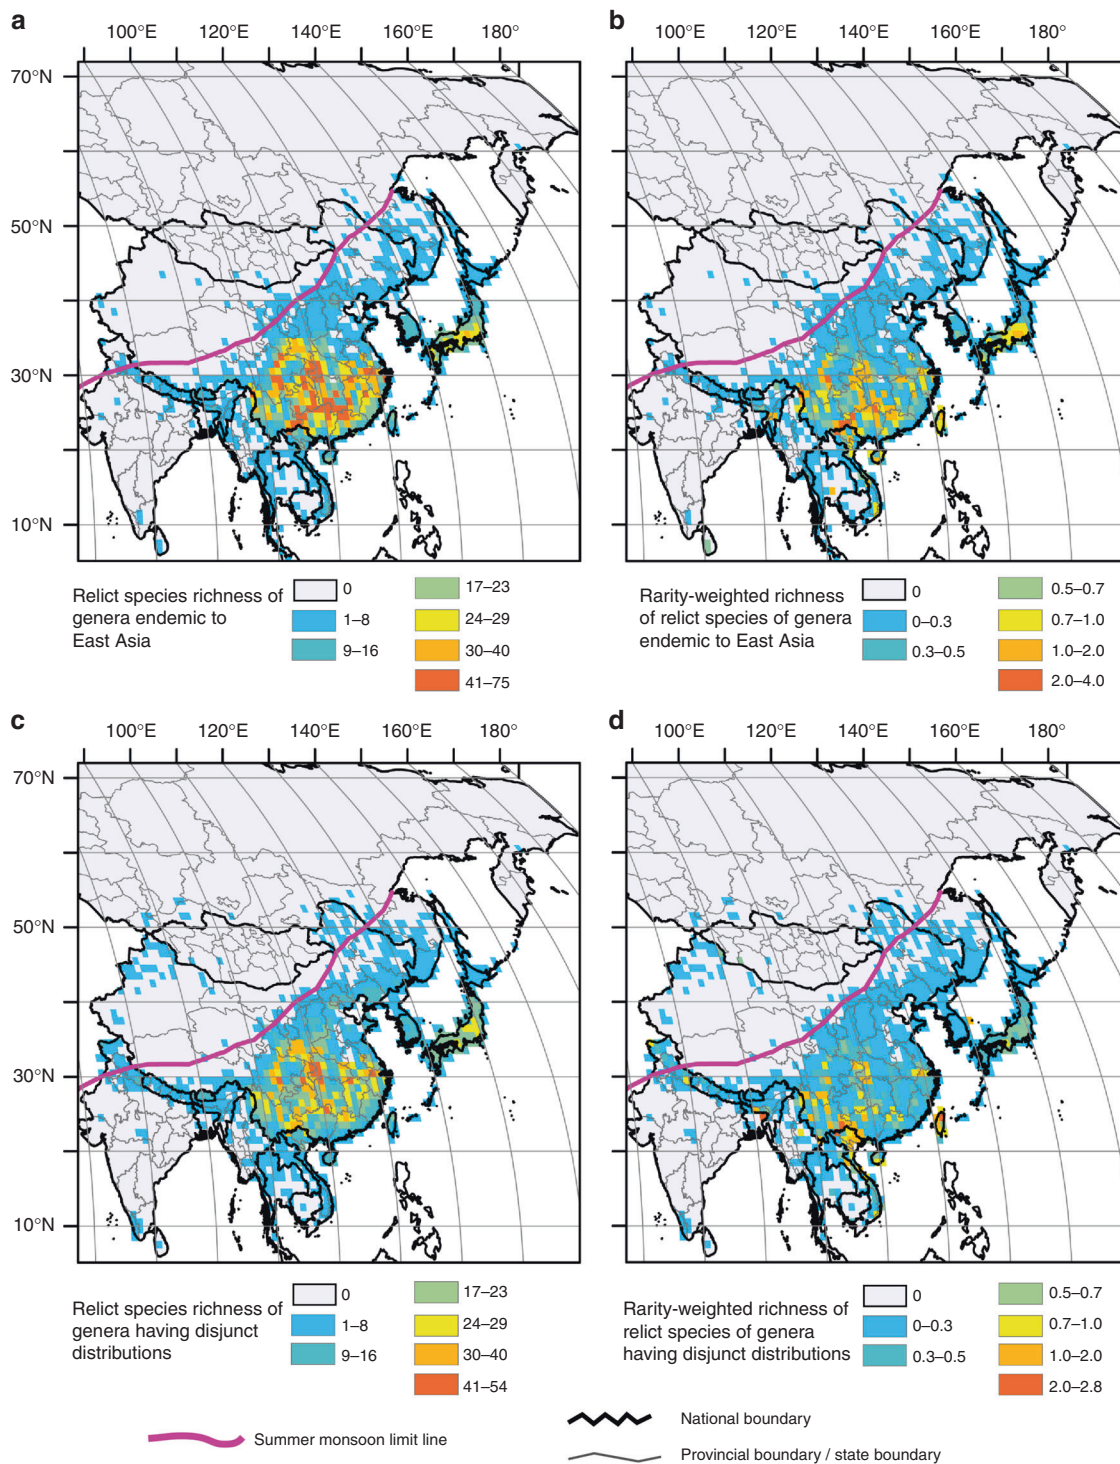 a
b
100°E 120°E 140°E 160°E 180°
100°E 120°E 140°E 160°E 180°
70°N
50°N
30°N
10°N
Relict species richness of
genera endemic to
East Asia
0
1–8
9–16
17–23
24–29
30–40
41–75
Rarity-weighted richness
of relict species of genera
endemic to East Asia
0
0–0.3
0.3–0.5
0.5–0.7
0.7–1.0
1.0–2.0
2.0–4.0
c
d
100°E 120°E 140°E 160°E 180°
100°E 120°E 140°E 160°E 180°
70°N
50°N
30°N
10°N
Relict species richness of
genera having disjunct
distributions
0
1–8
9–16
17–23
24–29
30–40
41–54
Rarity-weighted richness of
relict species of genera
having disjunct distributions
0
0–0.3
0.3–0.5
0.5–0.7
0.7–1.0
1.0–2.0
2.0–2.8
Summer monsoon limit line
National boundary
Provincial boundary / state boundary